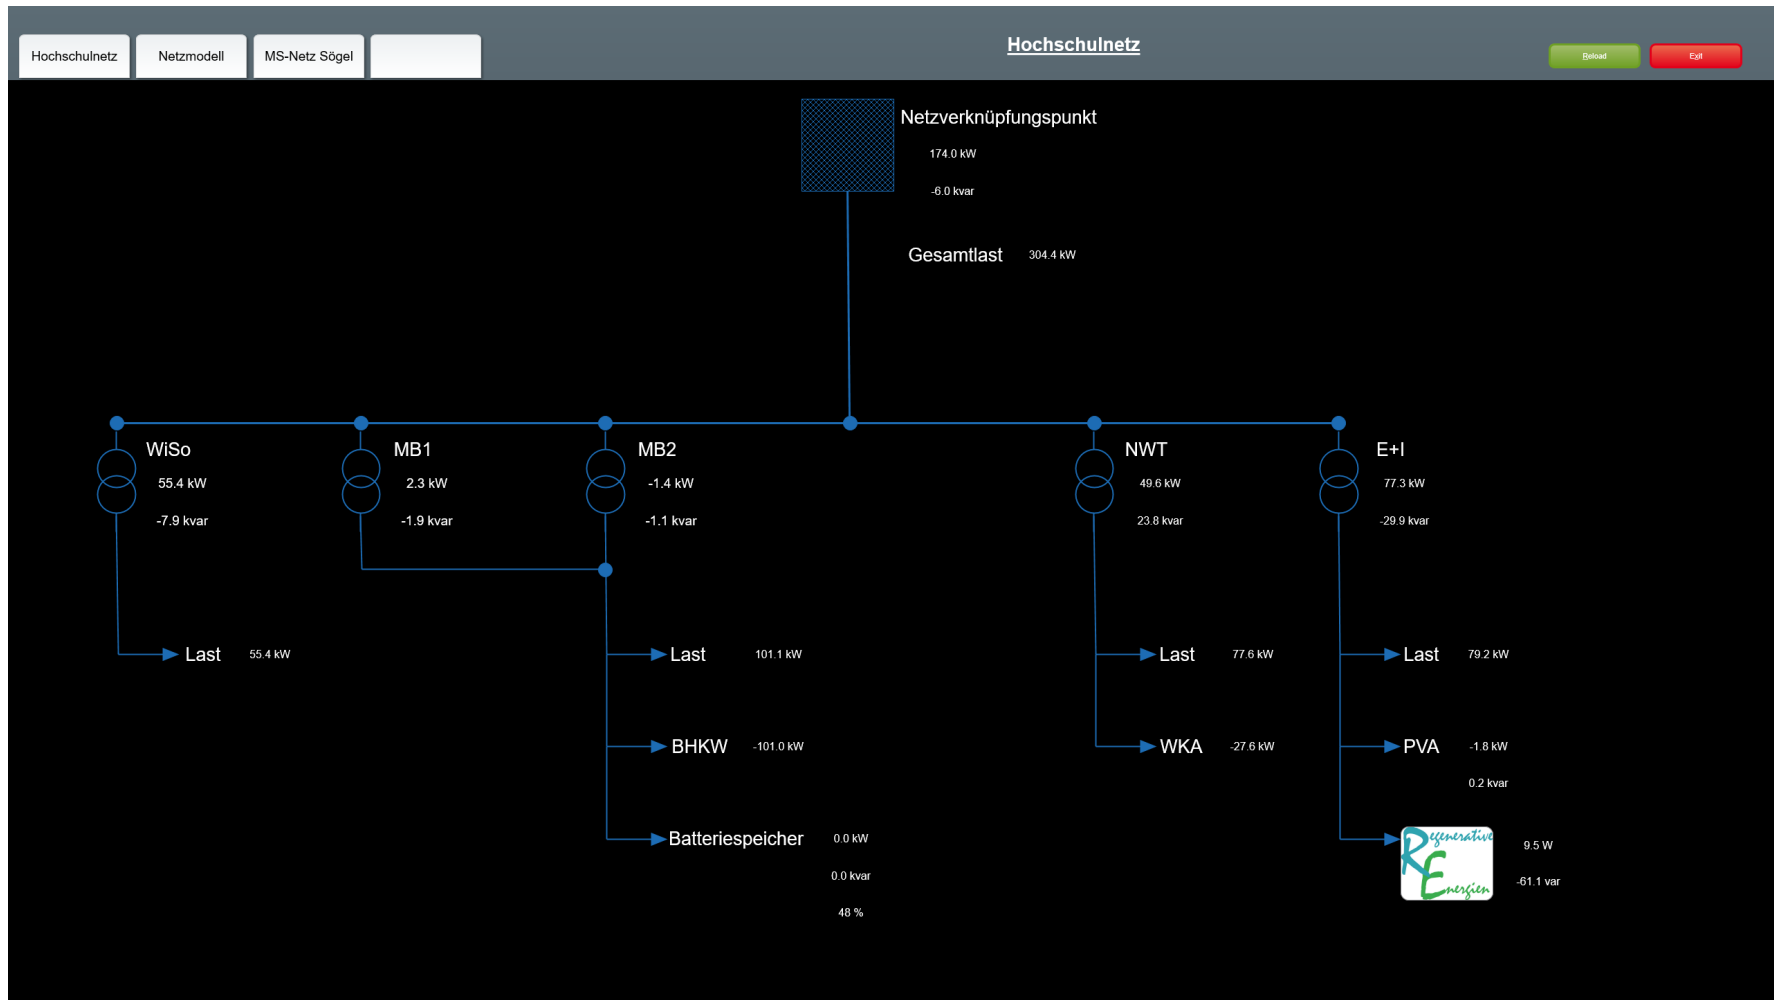 Hochschulnetz
Netzmodell
MS-Netz Sögel
Hochschulnetz
Reload
Exit
Netzverknüpfungspunkt
174.0 kW
-6.0 kvar
Gesamtlast 304.4 kW
WiSo
55.4 kW
-7.9 kvar
MB1
2.3 kW
-1.9 kvar
MB2
-1.4 kW
-1.1 kvar
NWT
49.6 kW
23.8 kvar
E+I
77.3 kW
-29.9 kvar
Last 55.4 kW
Last 101.1 kW
BHKW -101.0 kW
Batteriespeicher 0.0 kW
0.0 kvar
48 %
Last 77.6 kW
WKA -27.6 kW
Last 79.2 kW
PVA -1.8 kW
0.2 kvar
Regenerative
Energien
9.5 W
-61.1 var